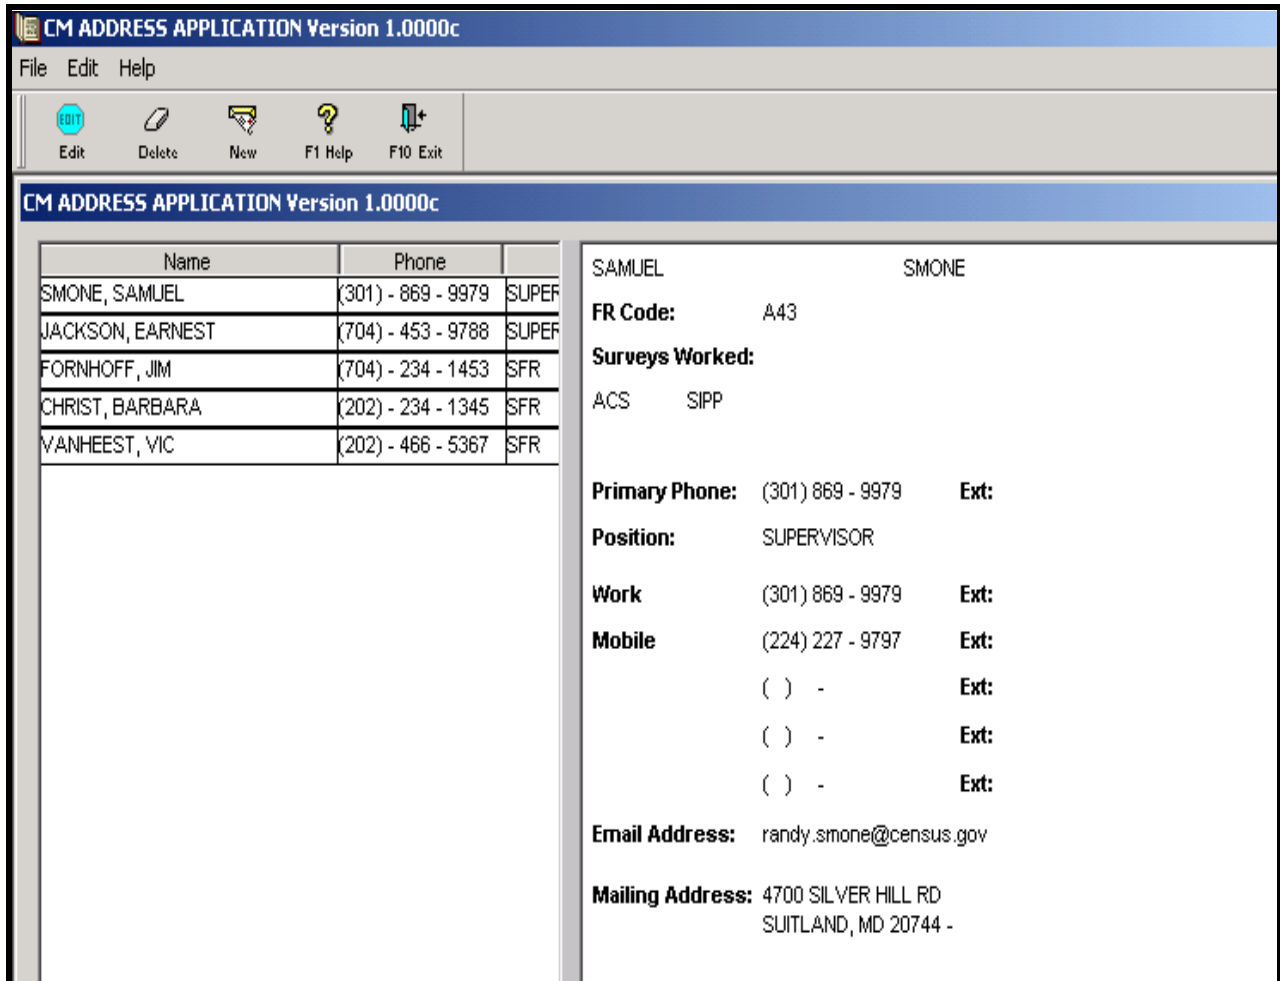 CM ADDRESS APPLICATION Version 1.0000c
File Edit Help
EDIT
Edit Delete New F1 Help F10 Exit
CM ADDRESS APPLICATION Version 1.0000c
Name Phone
SMONE, SAMUEL (301) - 869 - 9979 SUPER
JACKSON, EARNEST (704) - 453 - 9788 SUPER
FORNHOFF, JIM (704) - 234 - 1453 SFR
CHRIST, BARBARA (202) - 234 - 1345 SFR
VANHEEST, VIC (202) - 466 - 5367 SFR
SAMUEL SMONE
FR Code: A43
Surveys Worked:
ACS SIPP
Primary Phone: (301) 869 - 9979 Ext:
Position: SUPERVISOR
Work (301) 869 - 9979 Ext:
Mobile (224) 227 - 9797 Ext:
( ) - Ext:
( ) - Ext:
( ) - Ext:
Email Address: randy.smone@census.gov
Mailing Address: 4700 SILVER HILL RD
SUITLAND, MD 20744 -